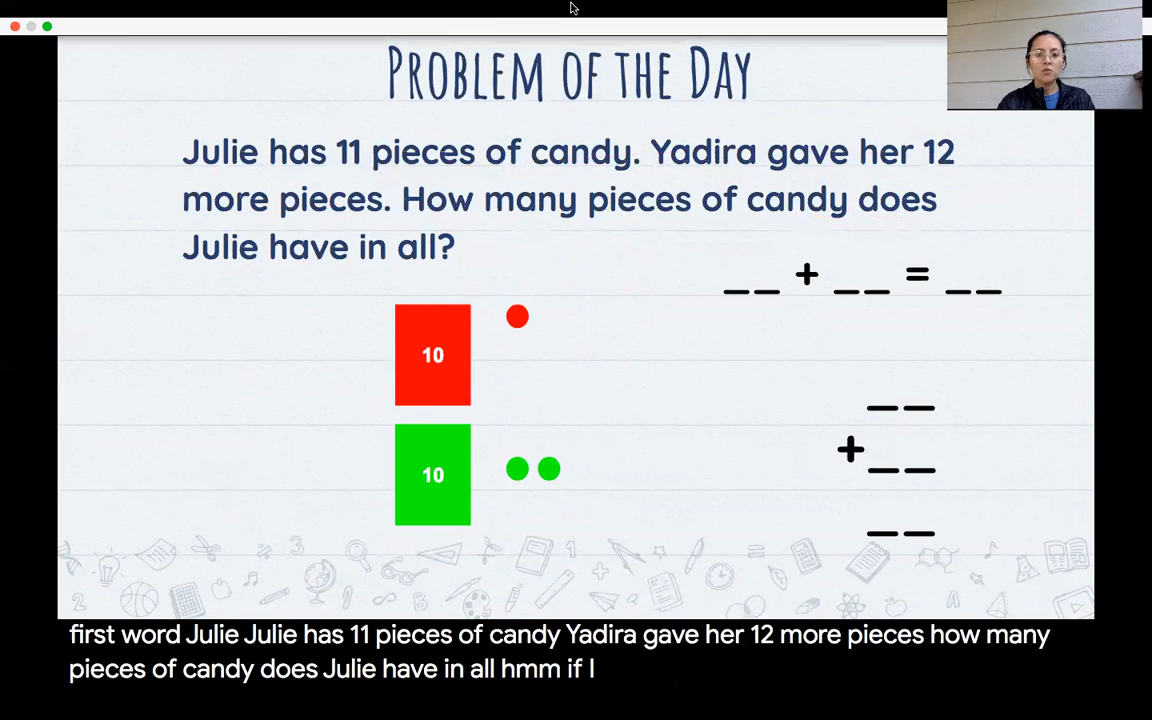 Problem of the Day
Julie has 11 pieces of candy. Yadira gave her 12
more pieces. How many pieces of candy does
Julie have in all?
__ + __ = __
10
10
__
+ __
__
first word Julie Julie has 11 pieces of candy Yadira gave her 12 more pieces how many
pieces of candy does Julie have in all hmm if I